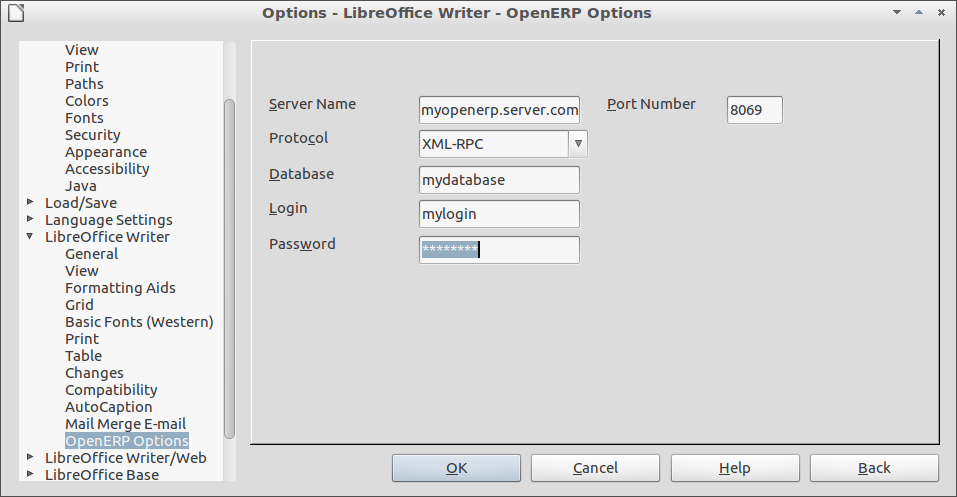 Options - LibreOffice Writer - OpenERP Options
View
Print
Paths
Colors
Fonts
Security
Appearance
Accessibility
Java
Load/Save
Language Settings
LibreOffice Writer
General
View
Formatting Aids
Grid
Basic Fonts (Western)
Print
Table
Changes
Compatibility
AutoCaption
Mail Merge E-mail
OpenERP Options
LibreOffice Writer/Web
LibreOffice Base
Server Name myopenerp.server.com Port Number 8069
Protocol XML-RPC
Database mydatabase
Login mylogin
Password ********
OK Cancel Help Back